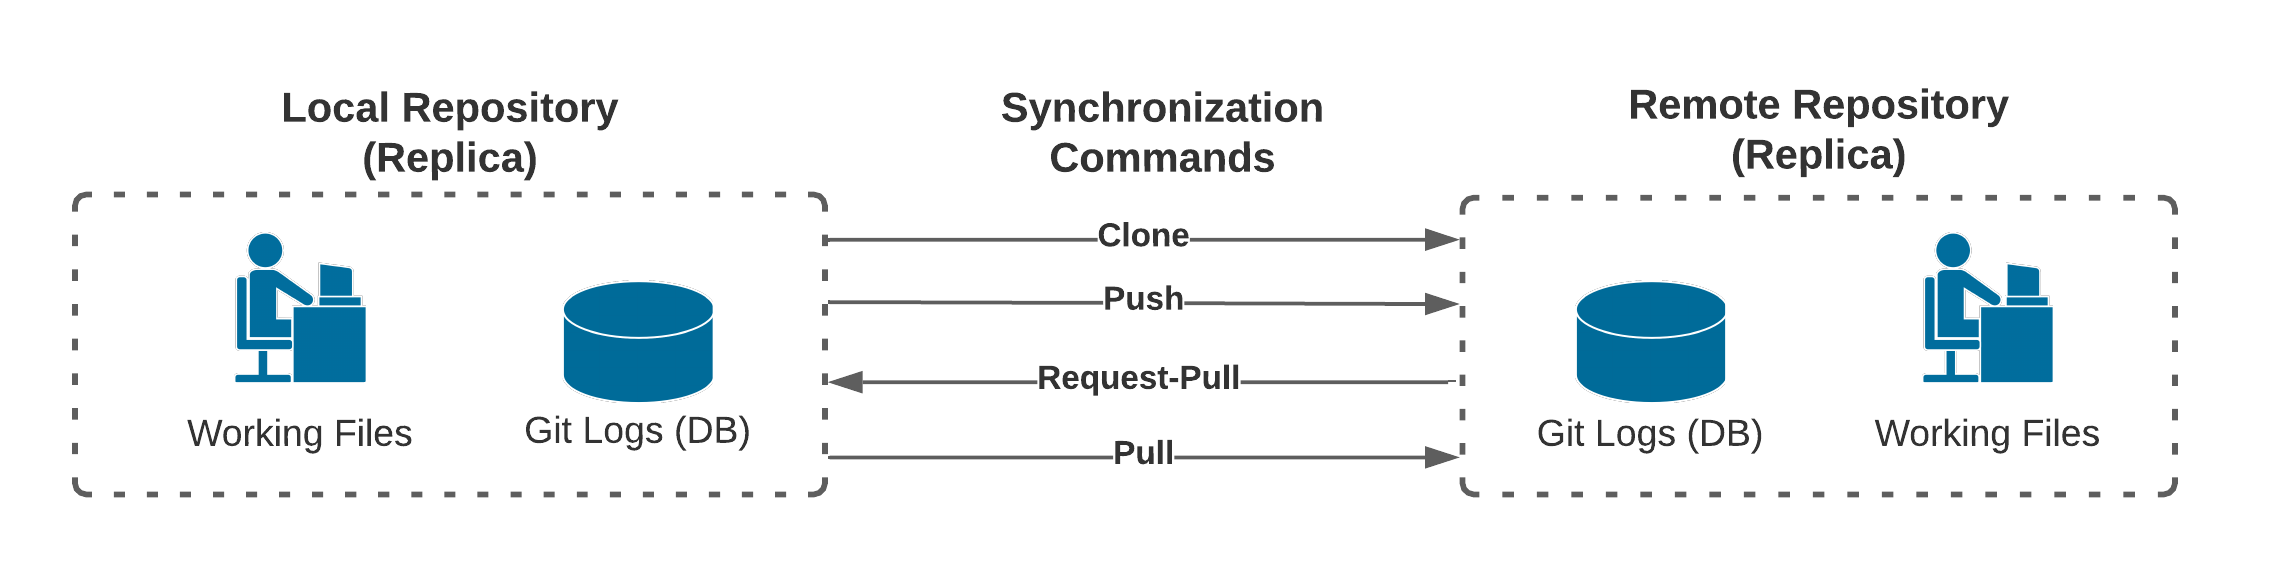 Local Repository
(Replica)
Synchronization
Commands
Remote Repository
(Replica)
Clone
Push
Request-Pull
Pull
Working Files
Git Logs (DB)
Git Logs (DB)
Working Files